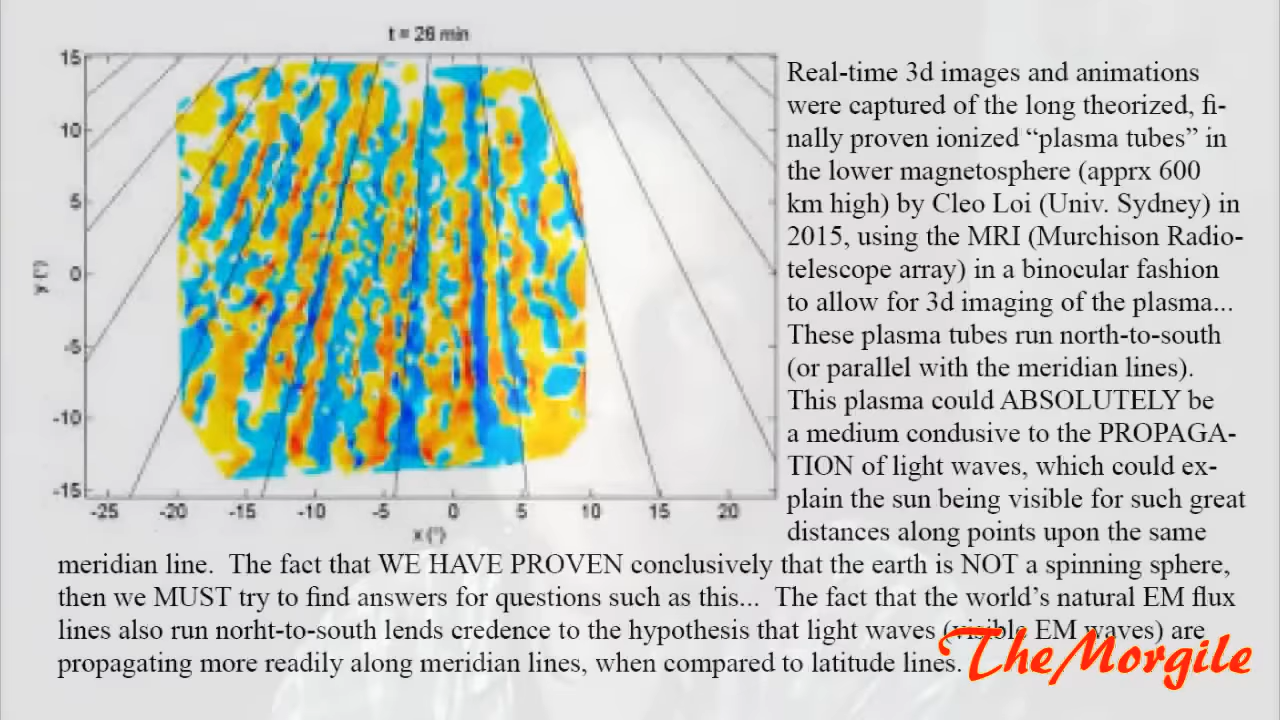 t = 26 min
15
10
5
0
-5
-10
-15
y (°)
-25
-20
-15
-10
-5
0
5
10
15
20
x (°)
Real-time 3d images and animations
were captured of the long theorized, fi-
nally proven ionized “plasma tubes” in
the lower magnetosphere (apprx 600
km high) by Cleo Loi (Univ. Sydney) in
2015, using the MRI (Murchison Radio-
telescope array) in a binocular fashion
to allow for 3d imaging of the plasma...
These plasma tubes run north-to-south
(or parallel with the meridian lines).
This plasma could ABSOLUTELY be
a medium condusive to the PROPAGA-
TION of light waves, which could ex-
plain the sun being visible for such great
distances along points upon the same
meridian line.  The fact that WE HAVE PROVEN conclusively that the earth is NOT a spinning sphere,
then we MUST try to find answers for questions such as this...  The fact that the world’s natural EM flux
lines also run norht-to-south lends credence to the hypothesis that light waves (visible EM waves) are
propagating more readily along meridian lines, when compared to latitude lines.
TheMorgile